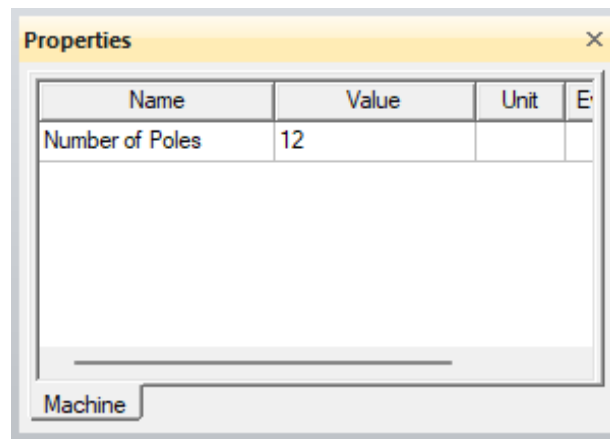 Properties
Name Value Unit
Number of Poles 12
Machine